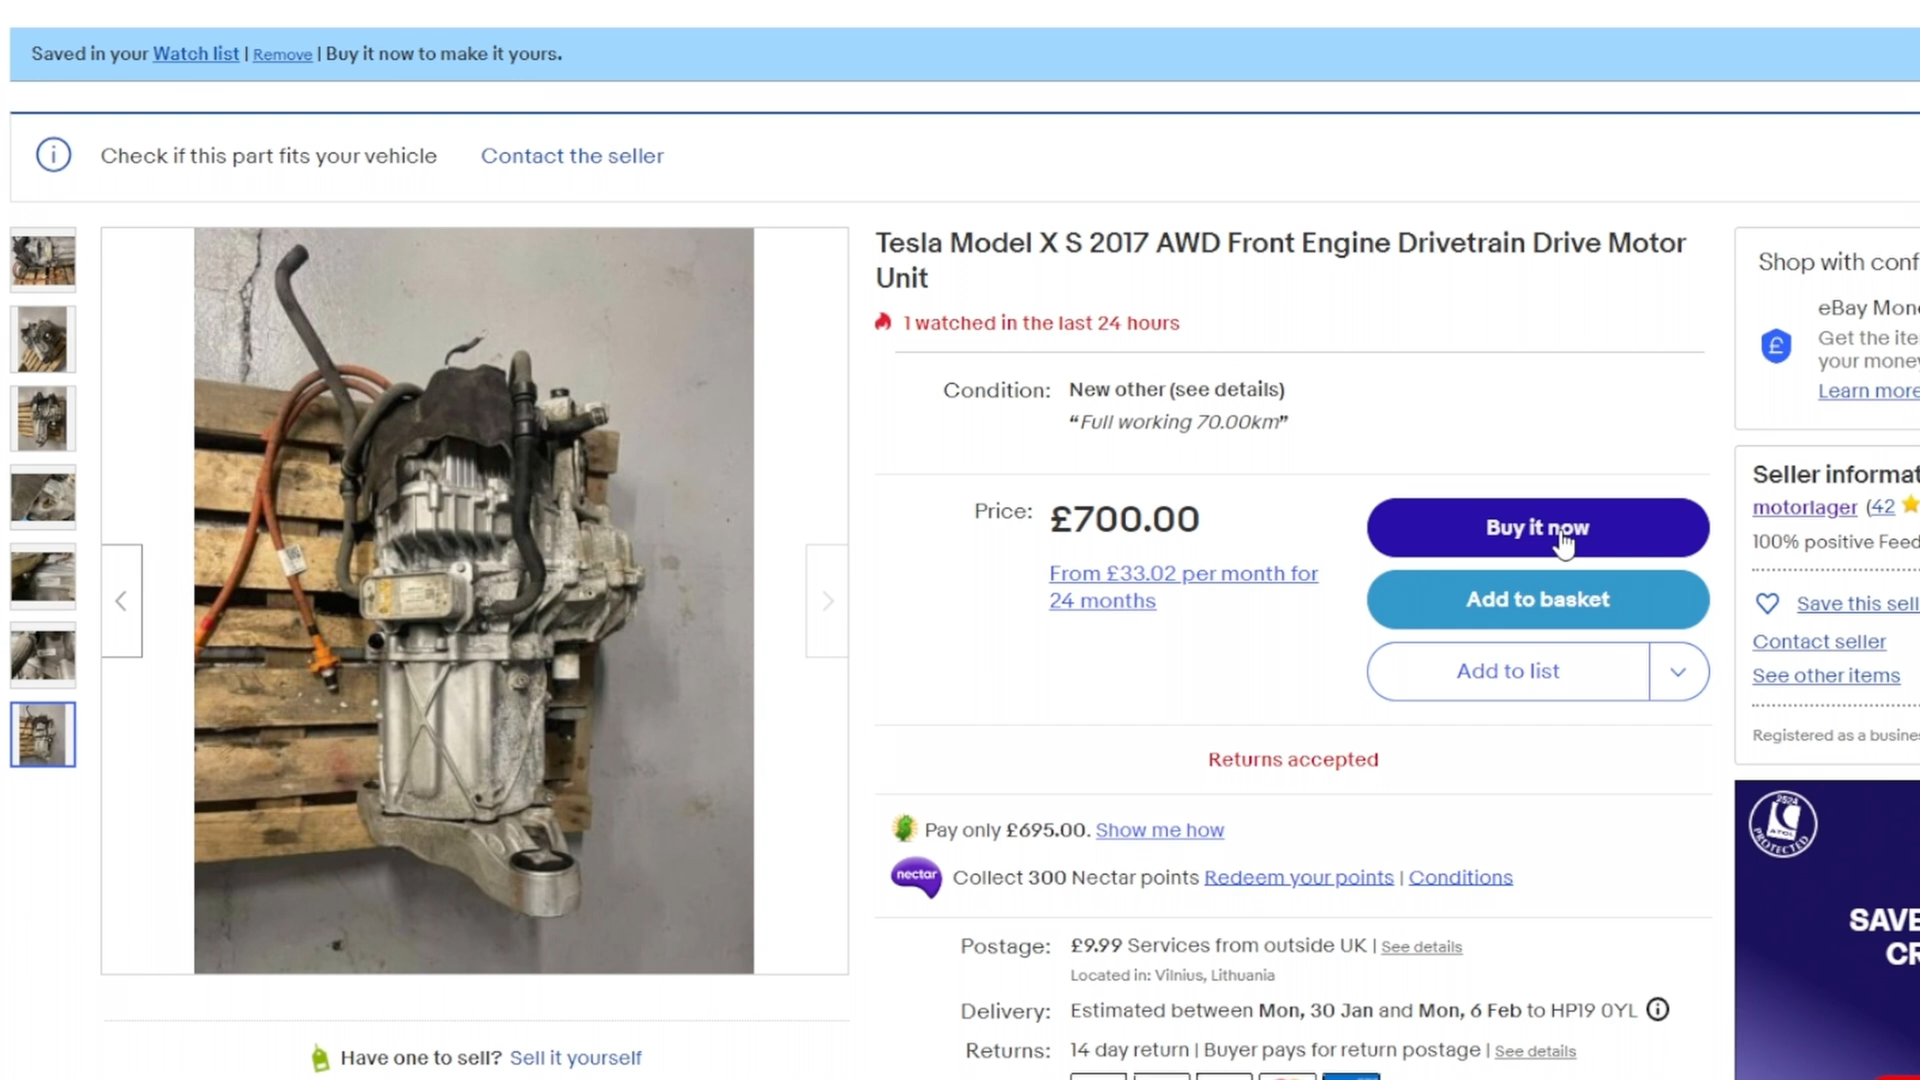 Saved in your Watch list | Remove | Buy it now to make it yours.
Check if this part fits your vehicle Contact the seller
Tesla Model X S 2017 AWD Front Engine Drivetrain Drive Motor
Unit
1 watched in the last 24 hours
Condition: New other (see details)
“Full working 70.00km”
Price: £700.00
From £33.02 per month for
24 months
Buy it now
Add to basket
Add to list
Returns accepted
Pay only £695.00. Show me how
nectar Collect 300 Nectar points Redeem your points | Conditions
Postage: £9.99 Services from outside UK | See details
Located in: Vilnius, Lithuania
Delivery: Estimated between Mon, 30 Jan and Mon, 6 Feb to HP19 0YL
Returns: 14 day return | Buyer pays for return postage | See details
Have one to sell? Sell it yourself
Shop with conf
eBay Mon
Get the ite
your money
Learn more
Seller informat
motorlager (42
100% positive Feed
Save this sell
Contact seller
See other items
Registered as a busine
ATOL
PROTECTED
SAVE
CR